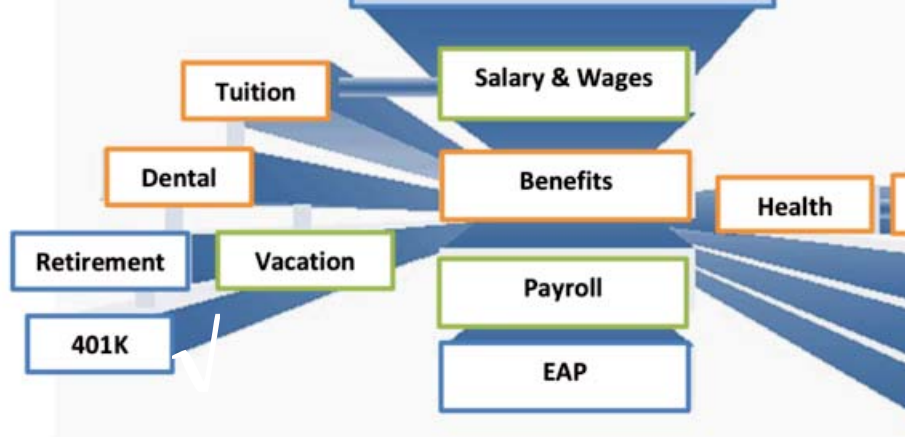 Salary & Wages
Tuition
Dental
Benefits
Health
Retirement
Vacation
Payroll
401K
EAP